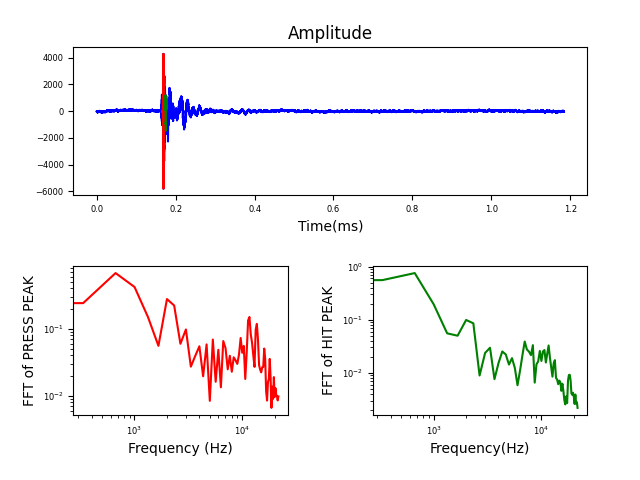 Amplitude
4000
2000
0
−2000
−4000
−6000
0.0 0.2 0.4 0.6 0.8 1.0 1.2
Time(ms)
FFT of PRESS PEAK
10⁻¹
10⁻²
10³ 10⁴
Frequency (Hz)
FFT of HIT PEAK
10⁰
10⁻¹
10⁻²
10³ 10⁴
Frequency(Hz)